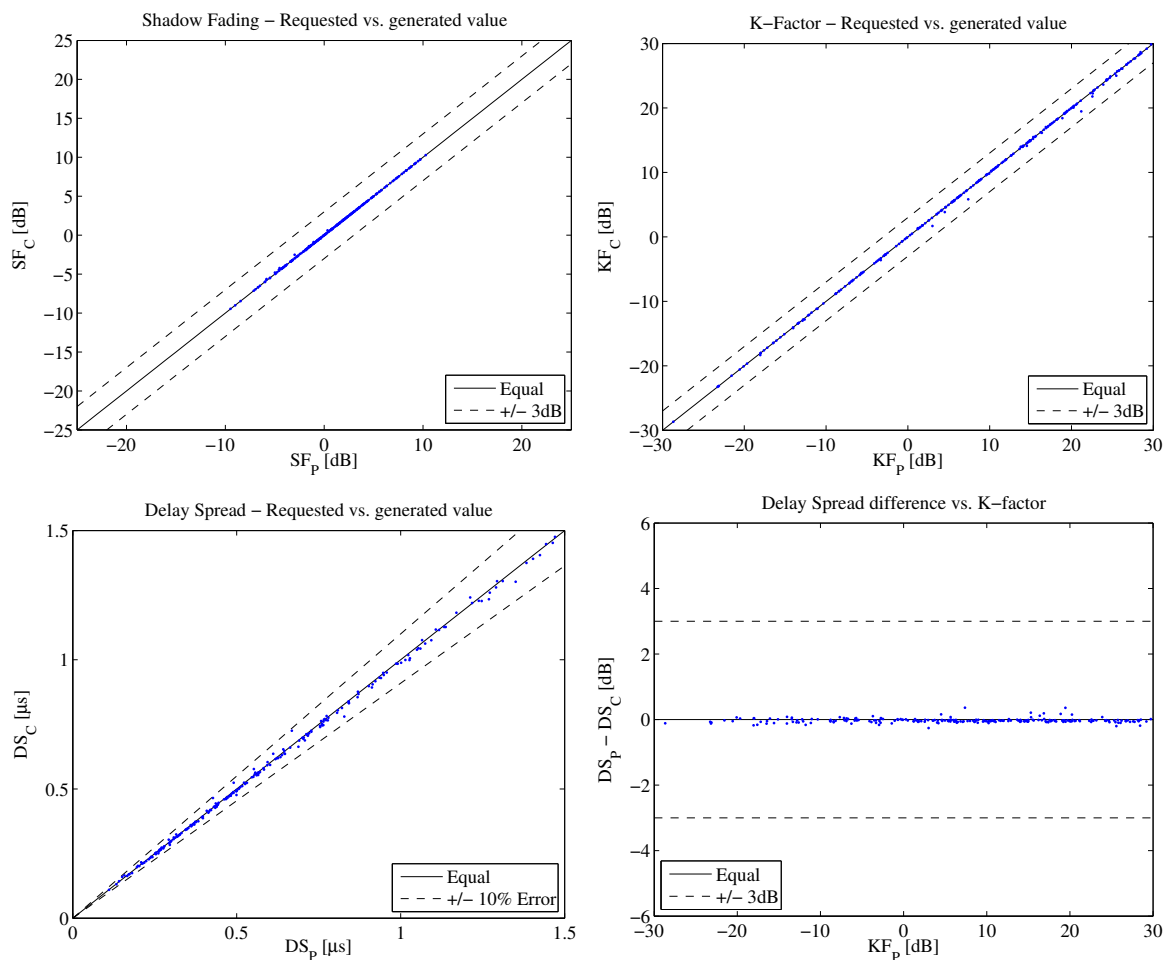 Shadow Fading − Requested vs. generated value
25
20
15
10
5
0
−5
−10
−15
−20
−25
−20
−10
0
10
20
SF_C [dB]
SF_P [dB]
Equal
+/− 3dB
K−Factor − Requested vs. generated value
30
20
10
0
−10
−20
−30
−30
−20
−10
0
10
20
30
KF_C [dB]
KF_P [dB]
Equal
+/− 3dB
Delay Spread − Requested vs. generated value
1.5
1
0.5
0
0
0.5
1
1.5
DS_C [μs]
DS_P [μs]
Equal
+/− 10% Error
Delay Spread difference vs. K−factor
6
4
2
0
−2
−4
−6
−30
−20
−10
0
10
20
30
DS_P − DS_C [dB]
KF_P [dB]
Equal
+/− 3dB